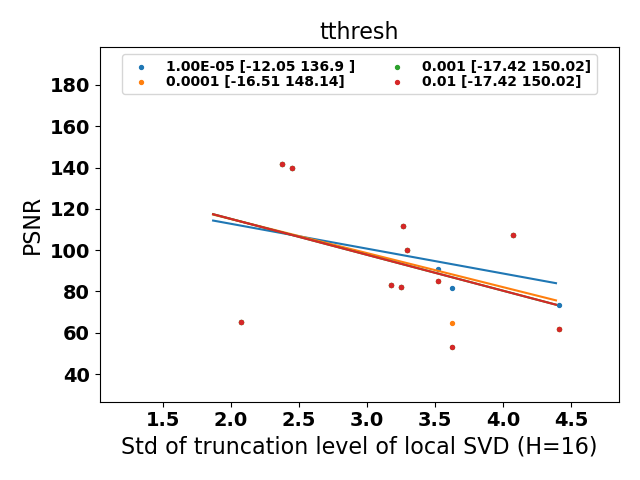 tthresh
1.00E-05 [-12.05 136.9 ]
0.0001 [-16.51 148.14]
0.001 [-17.42 150.02]
0.01 [-17.42 150.02]
PSNR
180
160
140
120
100
80
60
40
1.5 2.0 2.5 3.0 3.5 4.0 4.5
Std of truncation level of local SVD (H=16)